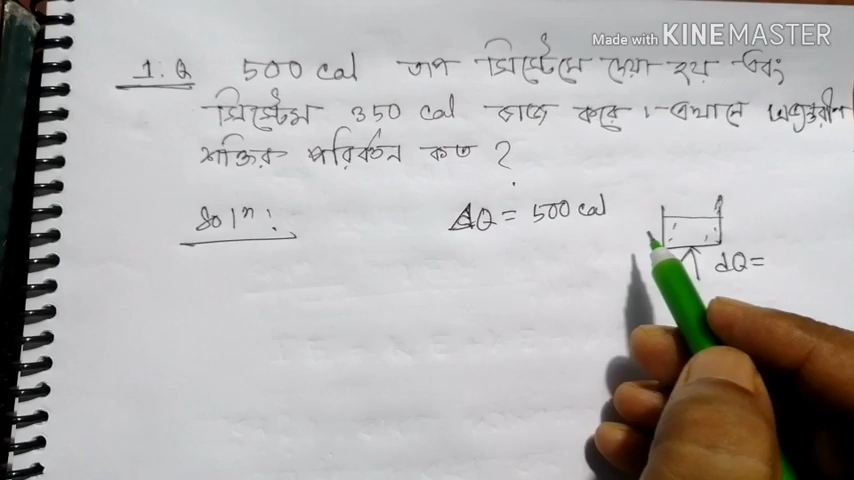 Made with KINEMASTER
1. Q 500 cal তাপ সিস্টেমে দেয়া হয় এবং
সিস্টেম 350 cal কাজ করে। এখানে অভ্যন্তরীণ
শক্তির পরিবর্তন কত ?
Solⁿ :
ΔQ = 500 cal
dQ =